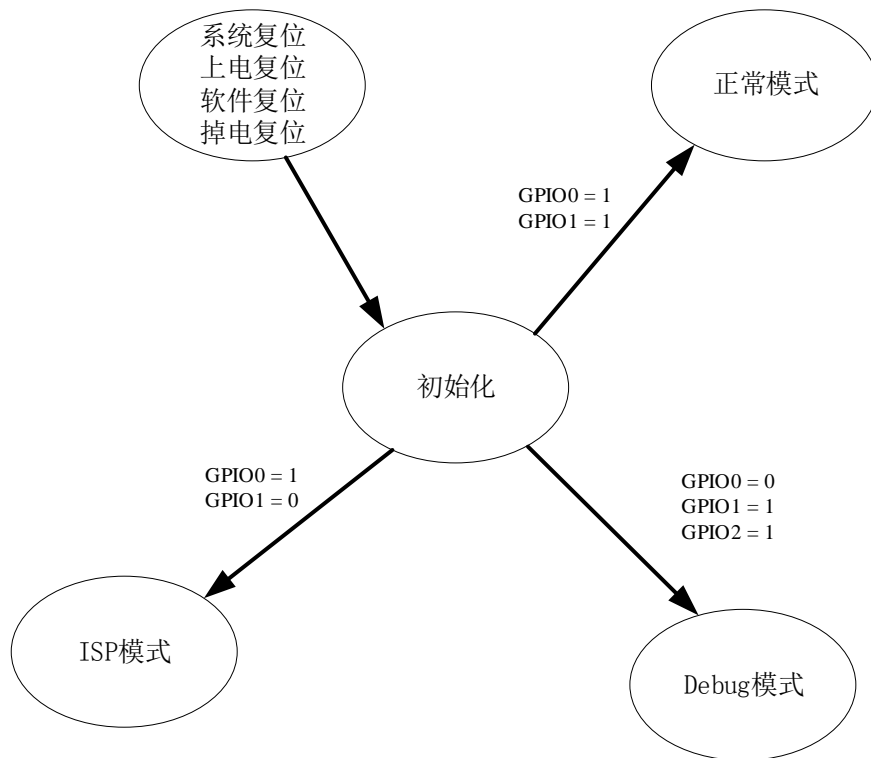 系统复位
上电复位
软件复位
掉电复位
正常模式
GPIO0 = 1
GPIO1 = 1
初始化
GPIO0 = 1
GPIO1 = 0
GPIO0 = 0
GPIO1 = 1
GPIO2 = 1
ISP模式
Debug模式